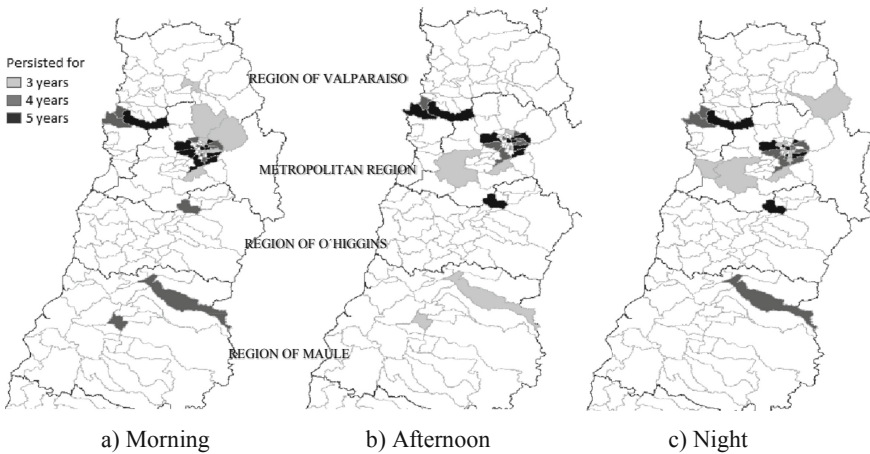 Persisted for
3 years
4 years
5 years
REGION OF VALPARAISO
METROPOLITAN REGION
REGION OF O´HIGGINS
REGION OF MAULE
a) Morning
b) Afternoon
c) Night